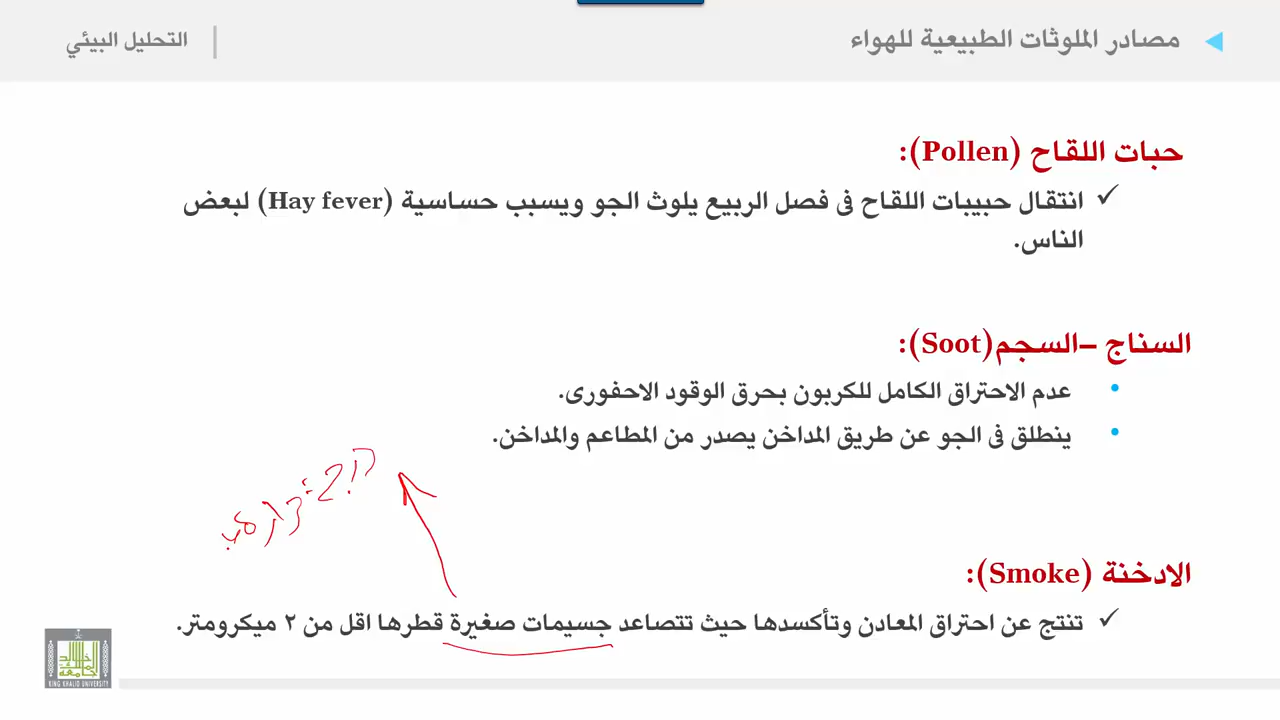 مصادر الملوثات الطبيعية للهواء
التحليل البيئي
حبات اللقاح (Pollen):
انتقال حبيبات اللقاح فى فصل الربيع يلوث الجو ويسبب حساسية (Hay fever) لبعض
الناس.
السناج –السجم(Soot):
عدم الاحتراق الكامل للكربون بحرق الوقود الاحفورى.
ينطلق فى الجو عن طريق المداخن يصدر من المطاعم والمداخن.
الادخنة (Smoke):
تنتج عن احتراق المعادن وتأكسدها حيث تتصاعد جسيمات صغيرة قطرها اقل من ٢ ميكرومتر.
KING KHALID UNIVERSITY